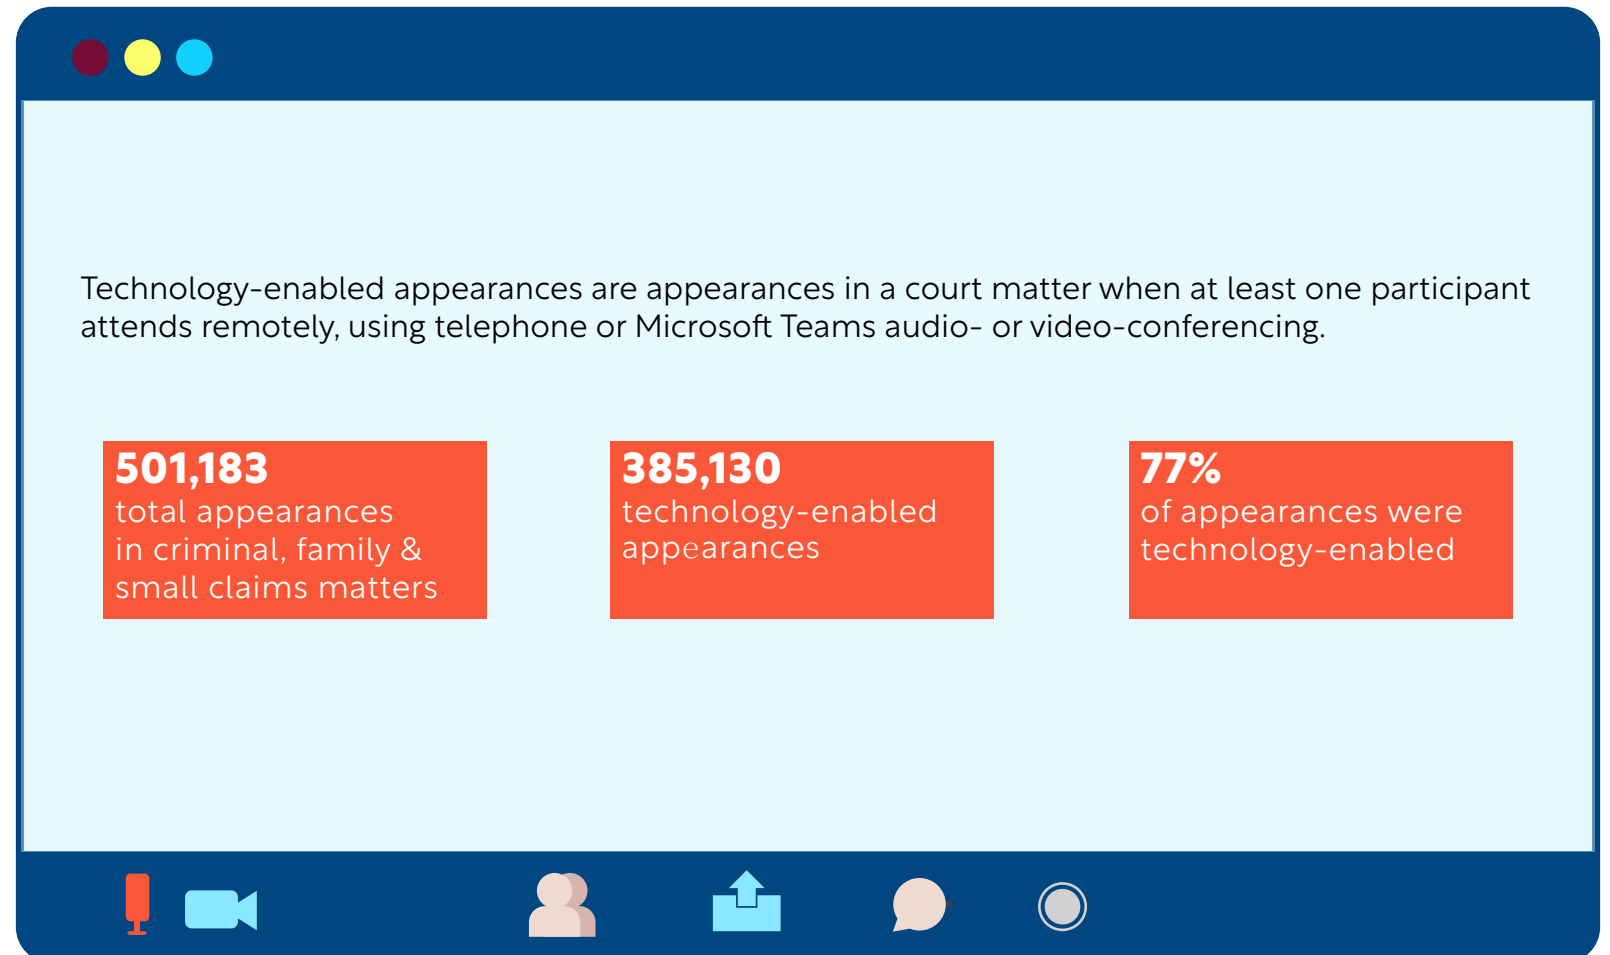 Technology-enabled appearances are appearances in a court matter when at least one participant
attends remotely, using telephone or Microsoft Teams audio- or video-conferencing.
501,183
total appearances
in criminal, family &
small claims matters
385,130
technology-enabled
appearances
77%
of appearances were
technology-enabled